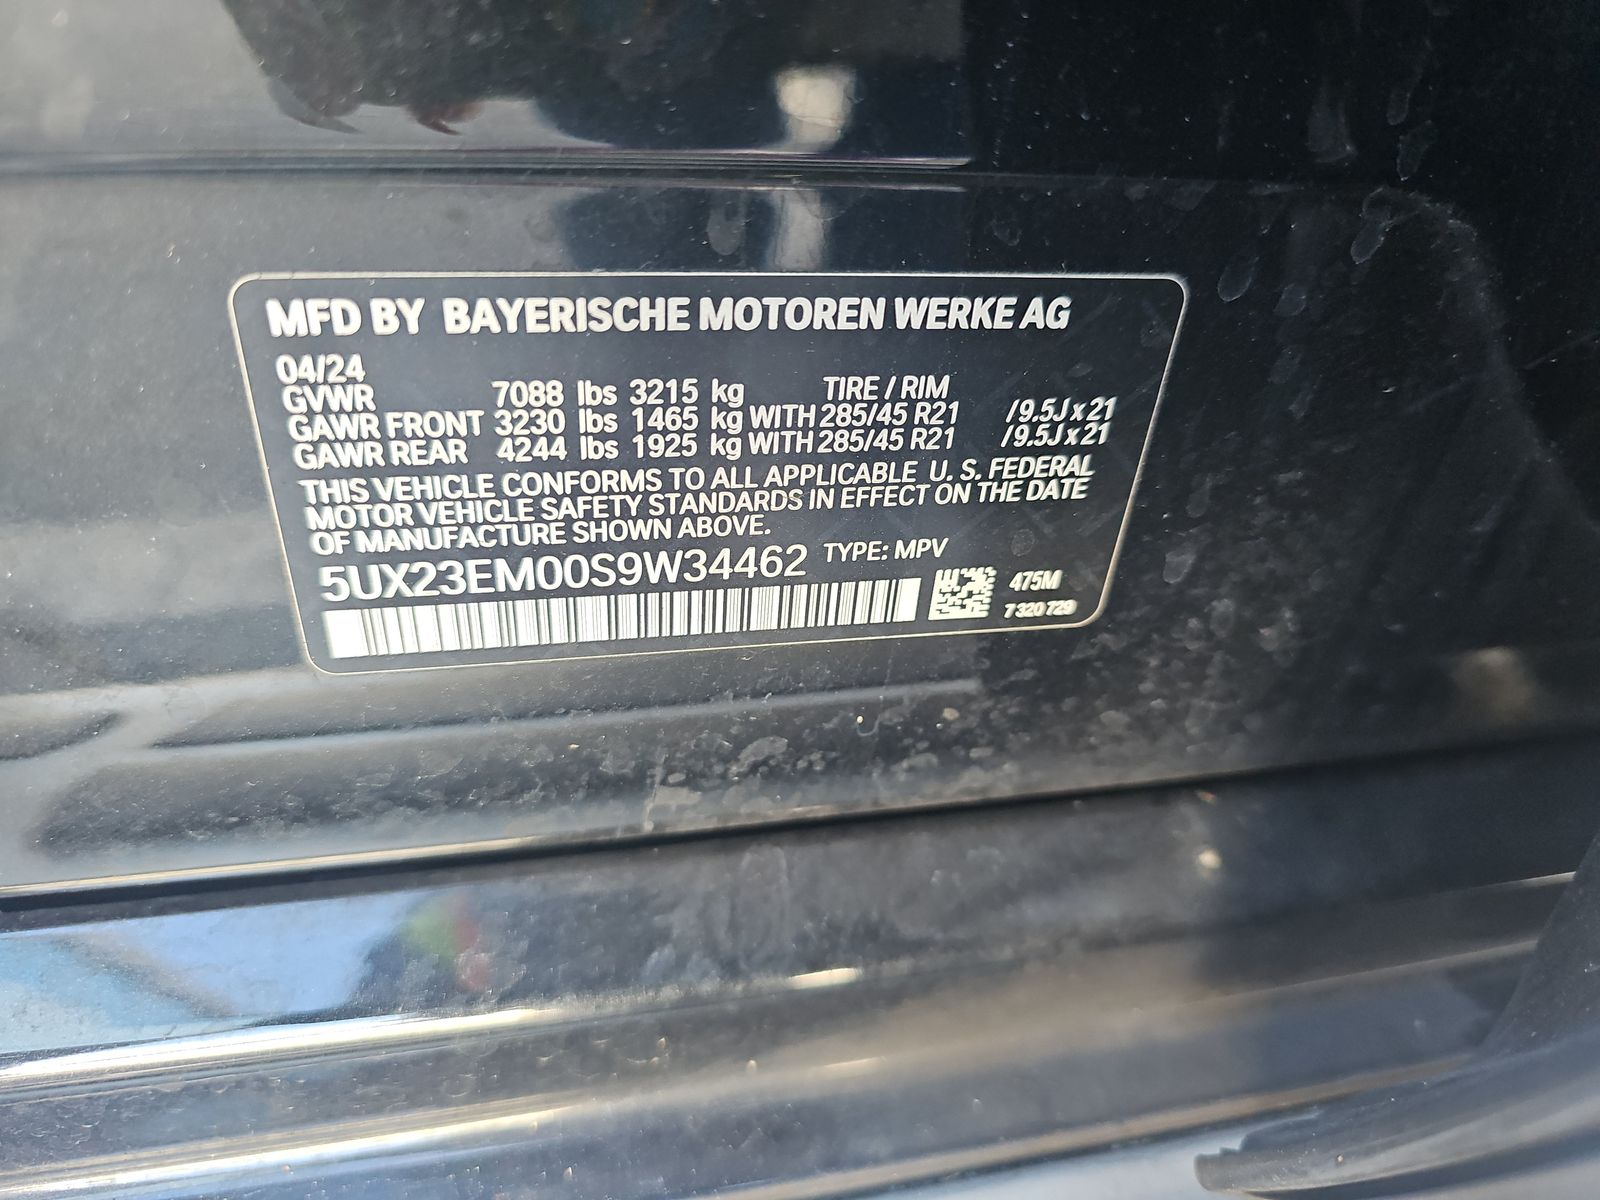 MFD BY BAYERISCHE MOTOREN WERKE AG
04/24
GVWR 7088 lbs 3215 kg TIRE / RIM
GAWR FRONT 3230 lbs 1465 kg WITH 285/45 R21 /9.5J x 21
GAWR REAR 4244 lbs 1925 kg WITH 285/45 R21 /9.5J x 21
THIS VEHICLE CONFORMS TO ALL APPLICABLE U. S. FEDERAL
MOTOR VEHICLE SAFETY STANDARDS IN EFFECT ON THE DATE
OF MANUFACTURE SHOWN ABOVE.
5UX23EM00S9W34462 TYPE: MPV
475M
7 320 729